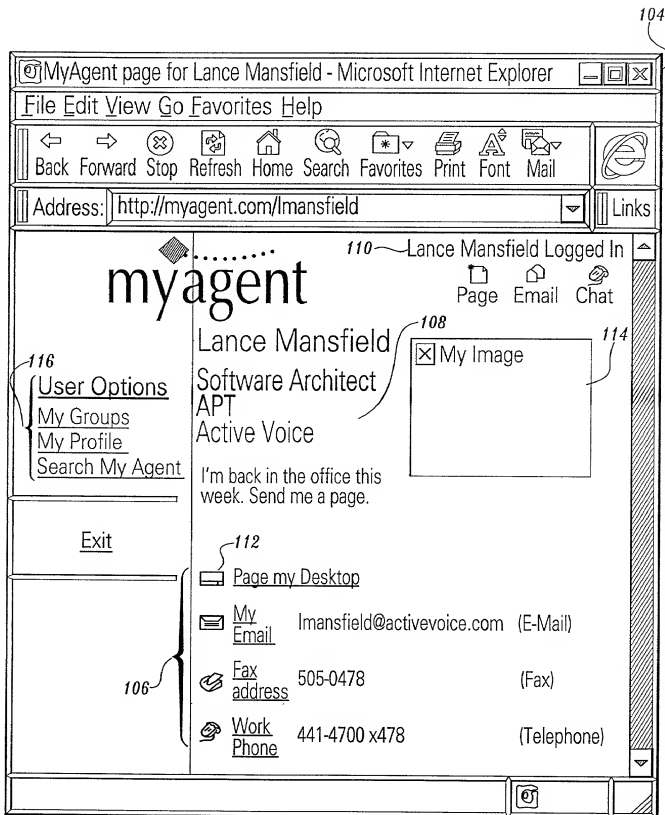 104
MyAgent page for Lance Mansfield - Microsoft Internet Explorer
File Edit View Go Favorites Help
Back Forward Stop Refresh Home Search Favorites Print Font Mail
Address: http://myagent.com/lmansfield Links
110 Lance Mansfield Logged In
myagent
Page Email Chat
Lance Mansfield
108
114
My Image
Software Architect
APT
Active Voice
116
User Options
My Groups
My Profile
Search My Agent
I'm back in the office this
week. Send me a page.
Exit
112
Page my Desktop
My
Email lmansfield@activevoice.com (E-Mail)
106
Fax
address 505-0478 (Fax)
Work
Phone 441-4700 x478 (Telephone)